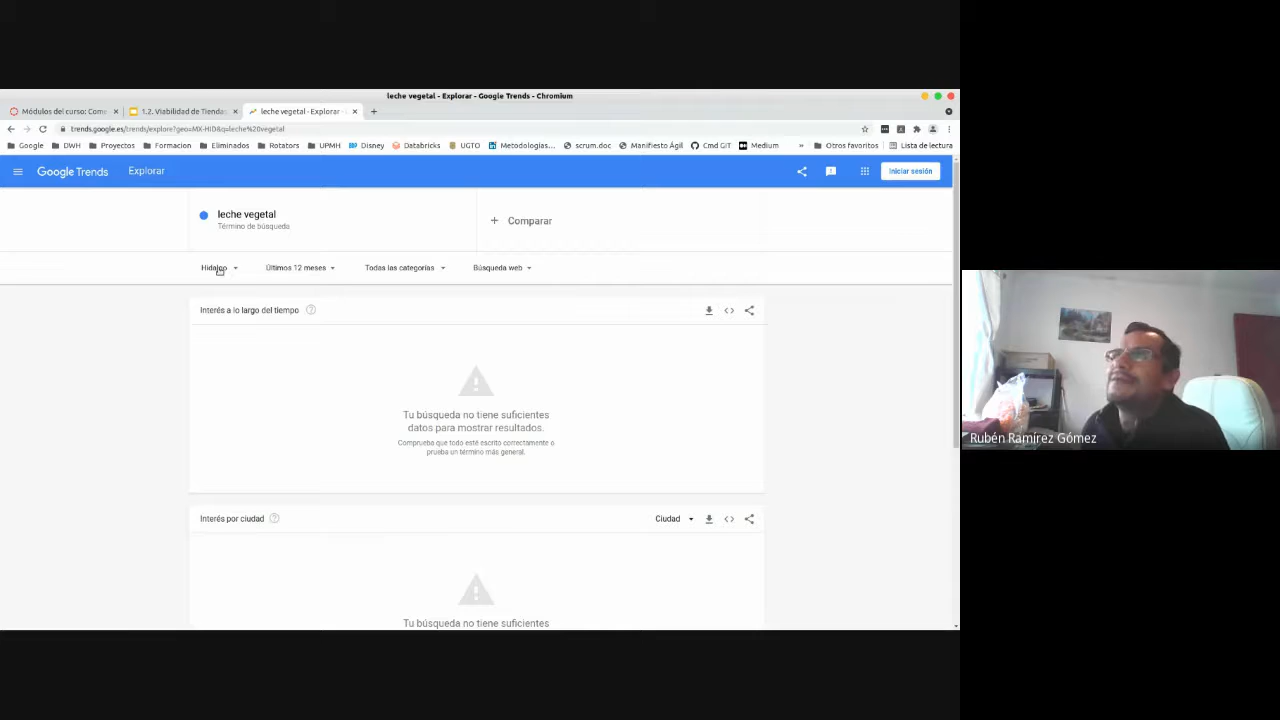 leche vegetal - Explorar - Google Trends - Chromium
Módulos del curso: Come
1.2. Viabilidad de Tiendas
leche vegetal - Explorar -
trends.google.es/trends/explore?geo=MX-HID&q=leche%20vegetal
Google DWH Proyectos Formacion Eliminados Rotators UPMH Disney Databricks UGTO Metodologías... scrum.doc Manifiesto Ágil Cmd GIT Medium » Otros favoritos Lista de lectura
Google Trends Explorar Iniciar sesión
leche vegetal
Término de búsqueda
+ Comparar
Hidalgo Últimos 12 meses Todas las categorías Búsqueda web
Interés a lo largo del tiempo
Tu búsqueda no tiene suficientes
datos para mostrar resultados.
Comprueba que todo esté escrito correctamente o
prueba un término más general.
Interés por ciudad
Ciudad
Tu búsqueda no tiene suficientes
Rubén Ramírez Gómez